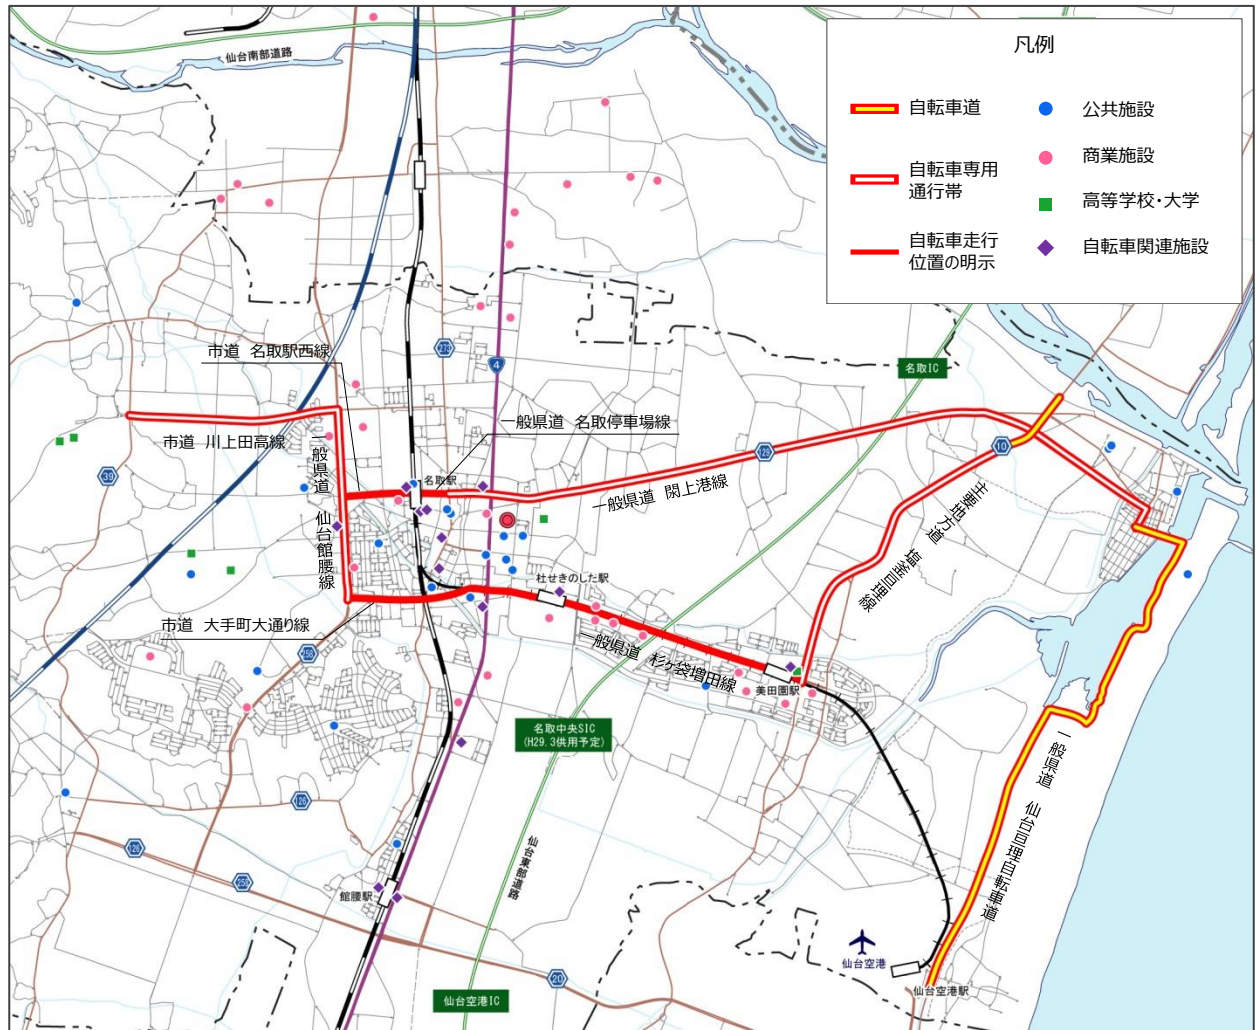 仙台南部道路
凡例
自転車道
公共施設
自転車専用
通行帯
商業施設
高等学校・大学
自転車走行
位置の明示
自転車関連施設
市道 名取駅西線
273
4
名取IC
一般県道 名取停車場線
市道 川上田高線
39
一般県道 仙台館腰線
名取駅
129
10
一般県道 閖上港線
主要地方道 塩釜亘理線
杜せきのした駅
市道 大手町大通り線
258
一般県道 杉ケ袋増田線
美田園駅
名取中央SIC
(H29.3供用予定)
一般県道 仙台亘理自転車道
126
仙台東部道路
館腰駅
20
仙台空港
仙台空港駅
仙台空港IC